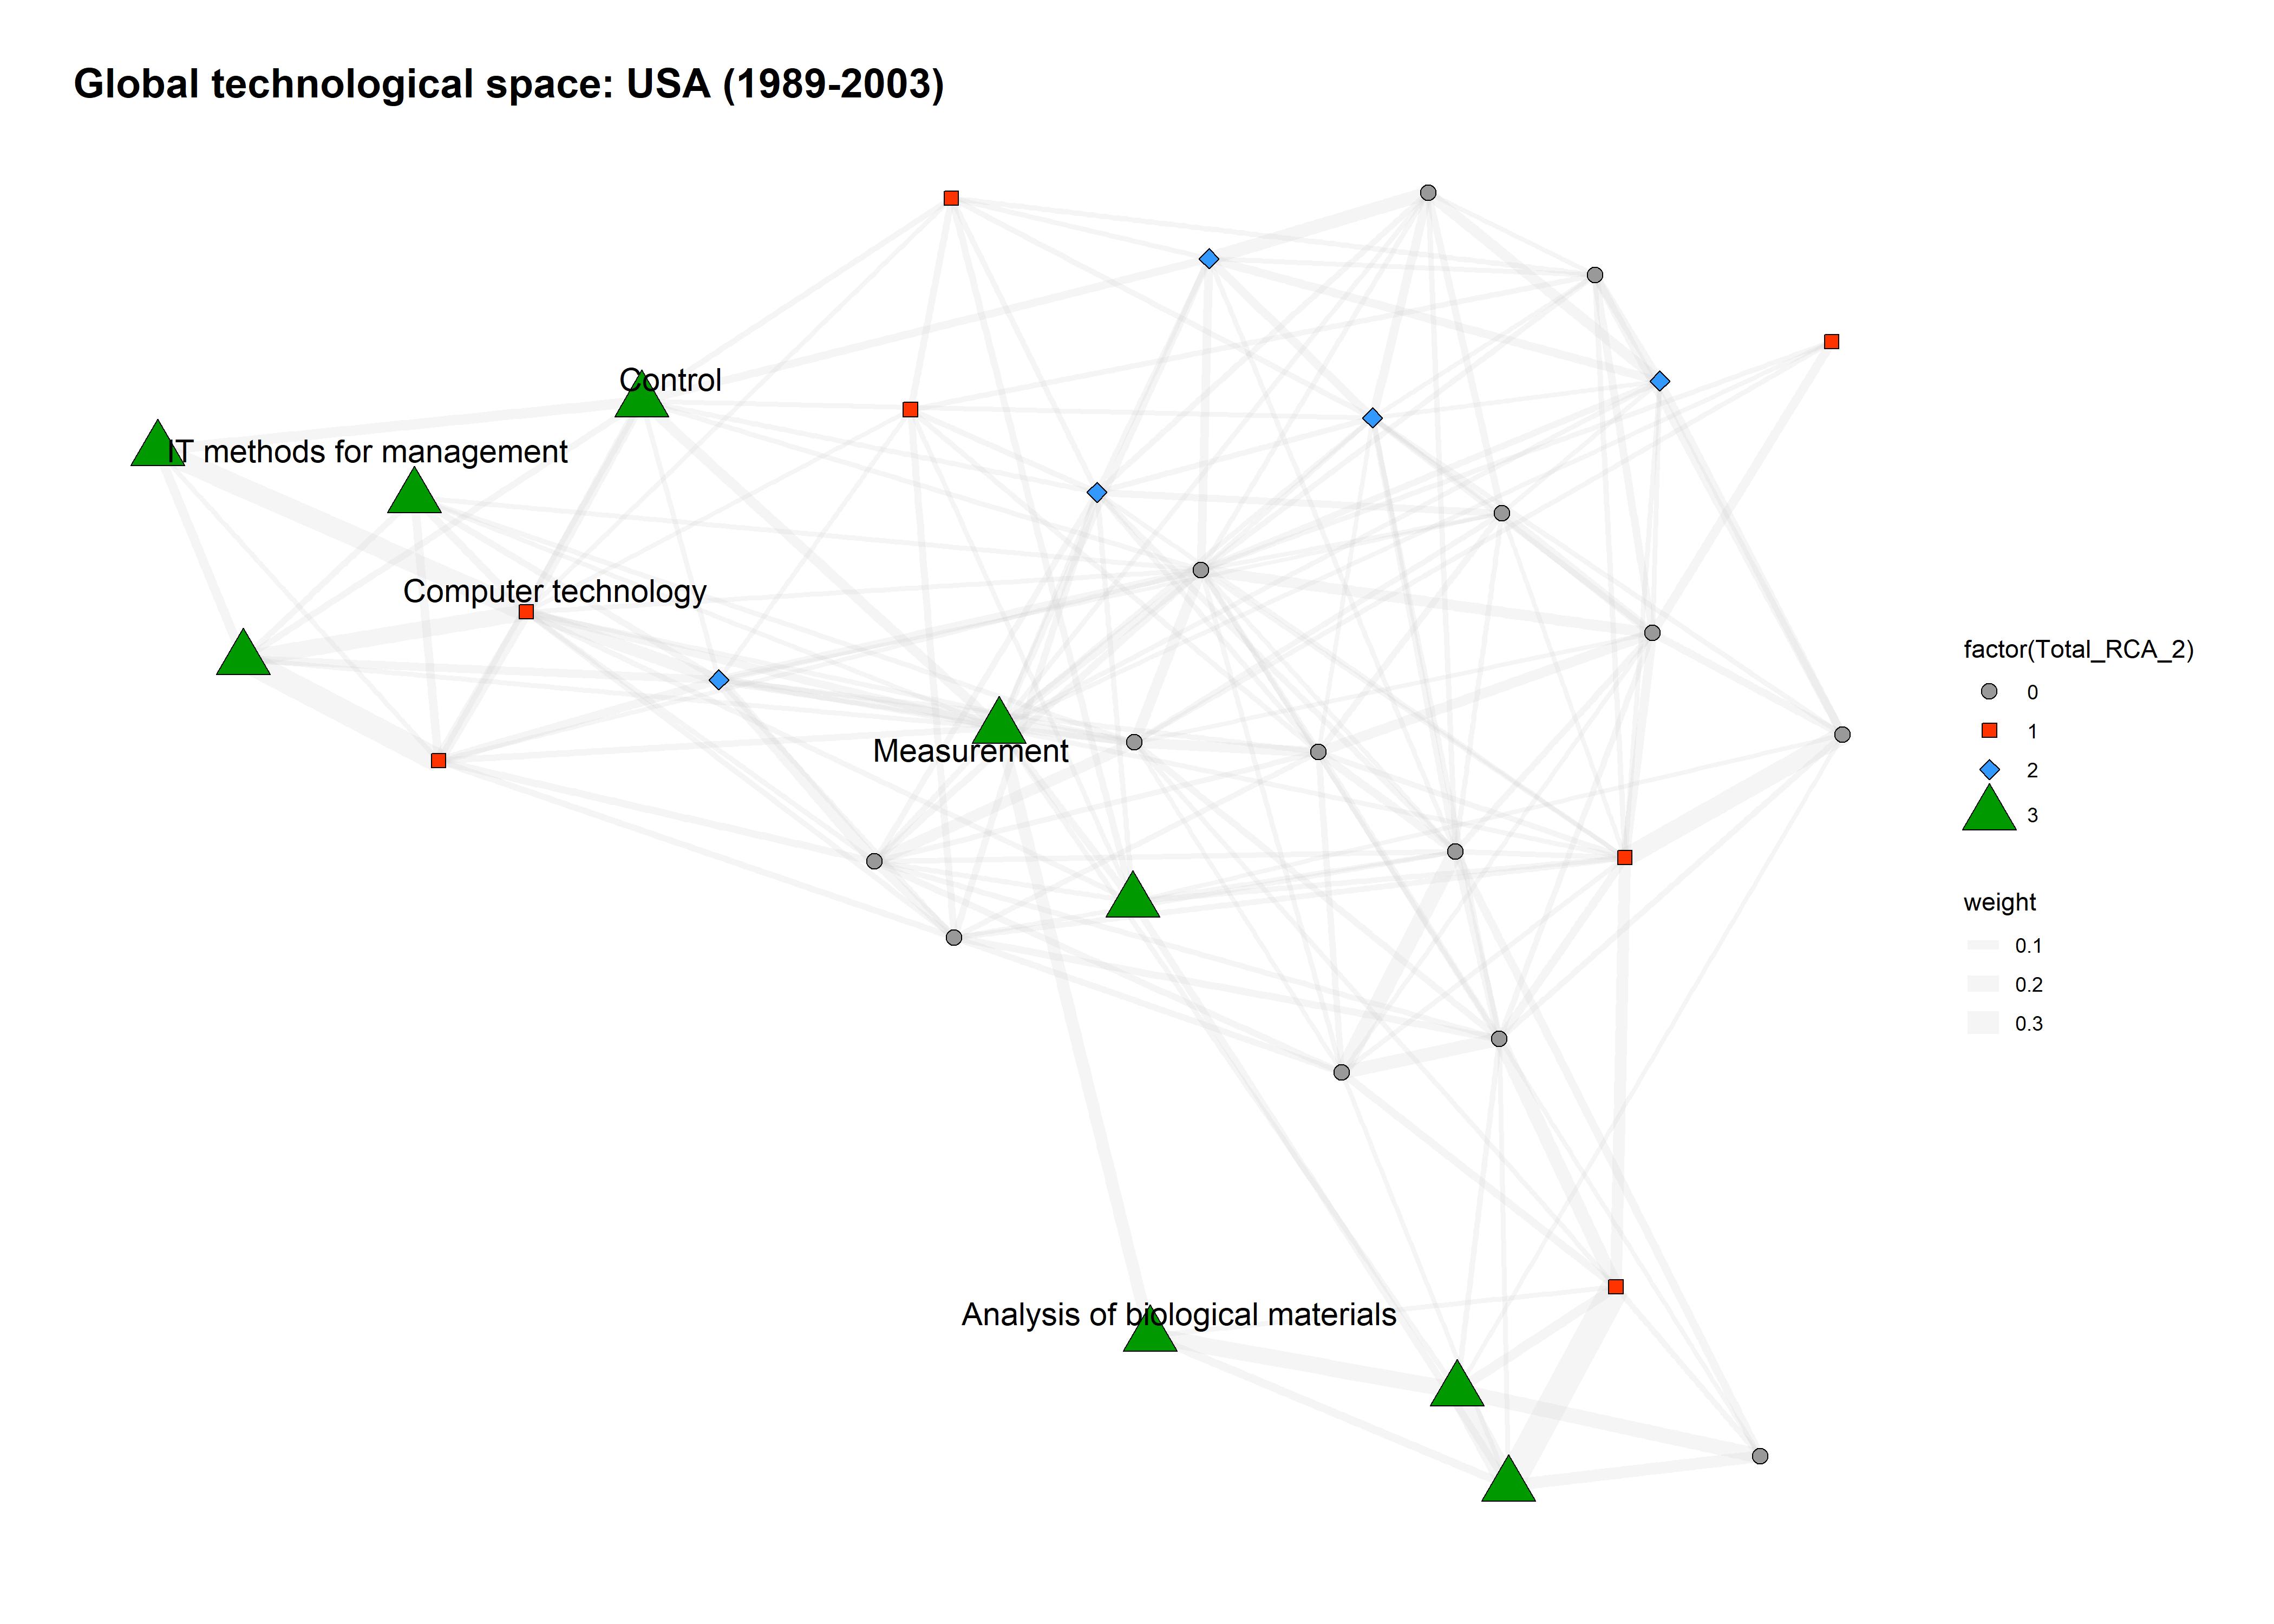 Global technological space: USA (1989-2003)
Control
IT methods for management
Computer technology
Measurement
Analysis of biological materials
factor(Total_RCA_2)
0
1
2
3
weight
0.1
0.2
0.3